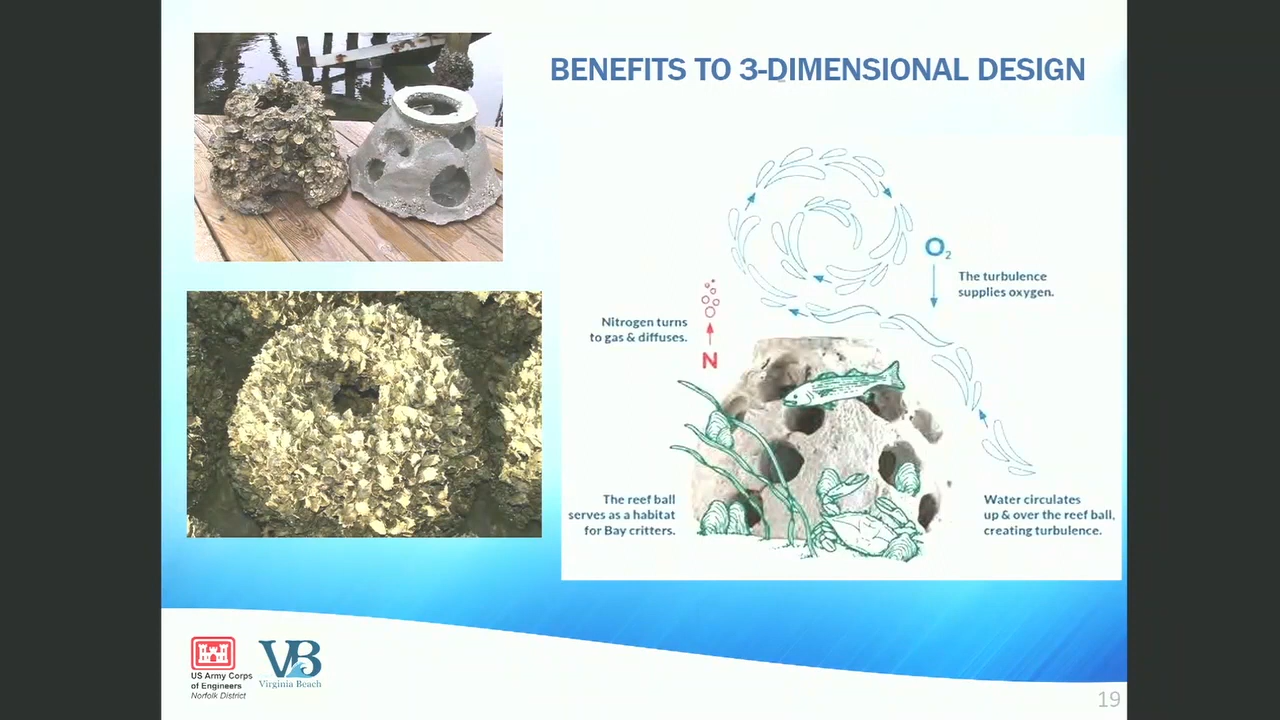 BENEFITS TO 3-DIMENSIONAL DESIGN
O2
The turbulence
supplies oxygen.
Nitrogen turns
to gas & diffuses.
N
The reef ball
serves as a habitat
for Bay critters.
Water circulates
up & over the reef ball,
creating turbulence.
US Army Corps
of Engineers
Norfolk District
VB
Virginia Beach
19